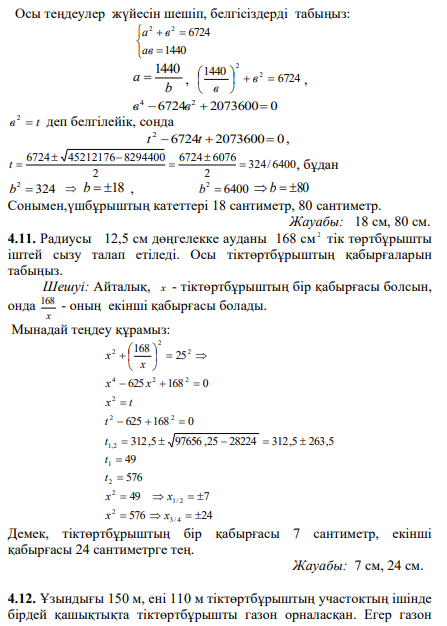 Осы теңдеулер жүйесін шешіп, белгісіздерді табыңыз:
{a² + в² = 6724
{aв = 1440
a = 1440/b , (1440/в)² + в² = 6724 ,
в⁴ − 6724в² + 2073600 = 0
в² = t деп белгілейік, сонда
t² − 6724t + 2073600 = 0 ,
t = (6724 ± √45212176 − 8294400)/2 = (6724 ± 6076)/2 = 324/6400, бұдан
b² = 324 ⇒ b = ±18 , b² = 6400 ⇒ b = ±80
Сонымен,үшбұрыштың катеттері 18 сантиметр, 80 сантиметр.
Жауабы: 18 см, 80 см.
4.11. Радиусы 12,5 см дөңгелекке ауданы 168 см² тік төртбұрышты
іштей сызу талап етіледі. Осы тіктөртбұрыштың қабырғаларын
табыңыз.
Шешуі: Айталық, x - тіктөртбұрыштың бір қабырғасы болсын,
онда 168/x - оның екінші қабырғасы болады.
Мынадай теңдеу құрамыз:
x² + (168/x)² = 25² ⇒
x⁴ − 625x² + 168² = 0
x² = t
t² − 625 + 168² = 0
t₁,₂ = 312,5 ± √97656,25 − 28224 = 312,5 ± 263,5
t₁ = 49
t₂ = 576
x² = 49 ⇒ x₁/₂ = ±7
x² = 576 ⇒ x₃/₄ = ±24
Демек, тіктөртбұрыштың бір қабырғасы 7 сантиметр, екінші
қабырғасы 24 сантиметрге тең.
Жауабы: 7 см, 24 см.
4.12. Ұзындығы 150 м, ені 110 м тіктөртбұрыштың участоктың ішінде
бірдей қашықтықта тіктөртбұрышты газон орналасқан. Егер газон